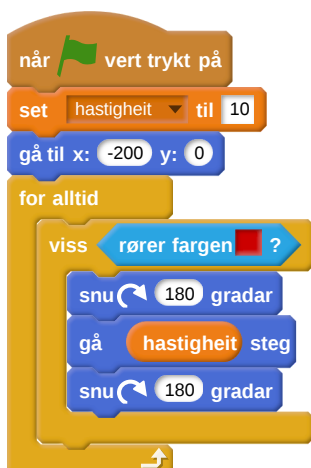 når vert trykt på
set hastigheit til 10
gå til x: -200 y: 0
for alltid
viss rører fargen ?
snu 180 gradar
gå hastigheit steg
snu 180 gradar